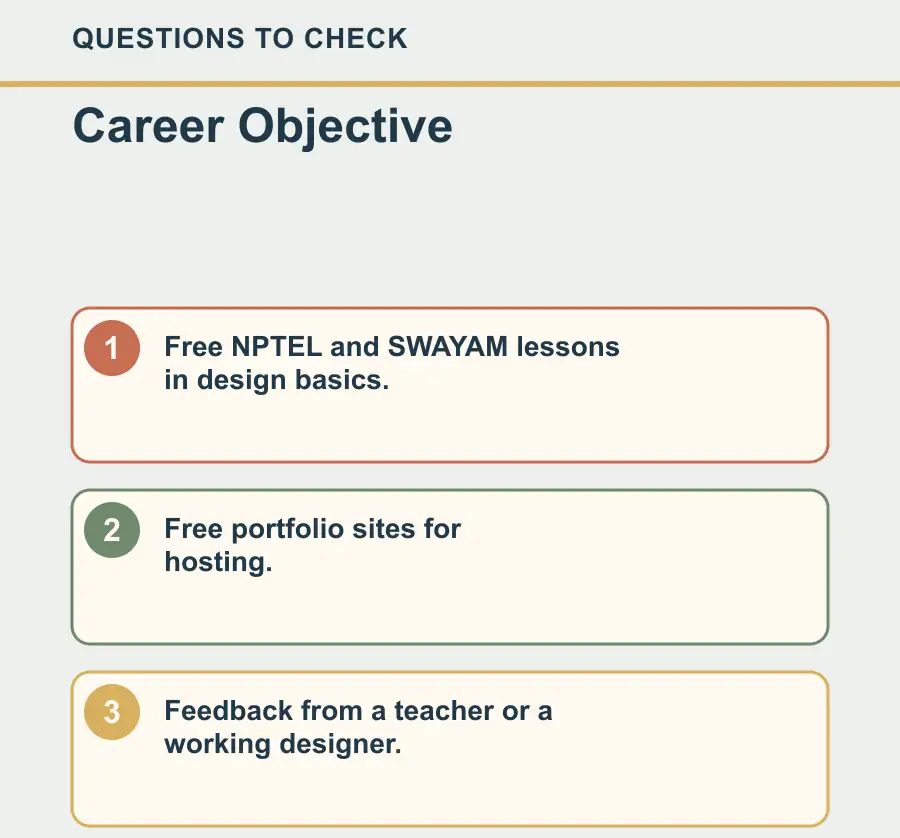 QUESTIONS TO CHECK
Career Objective
1
Free NPTEL and SWAYAM lessons
in design basics.
2
Free portfolio sites for
hosting.
3
Feedback from a teacher or a
working designer.